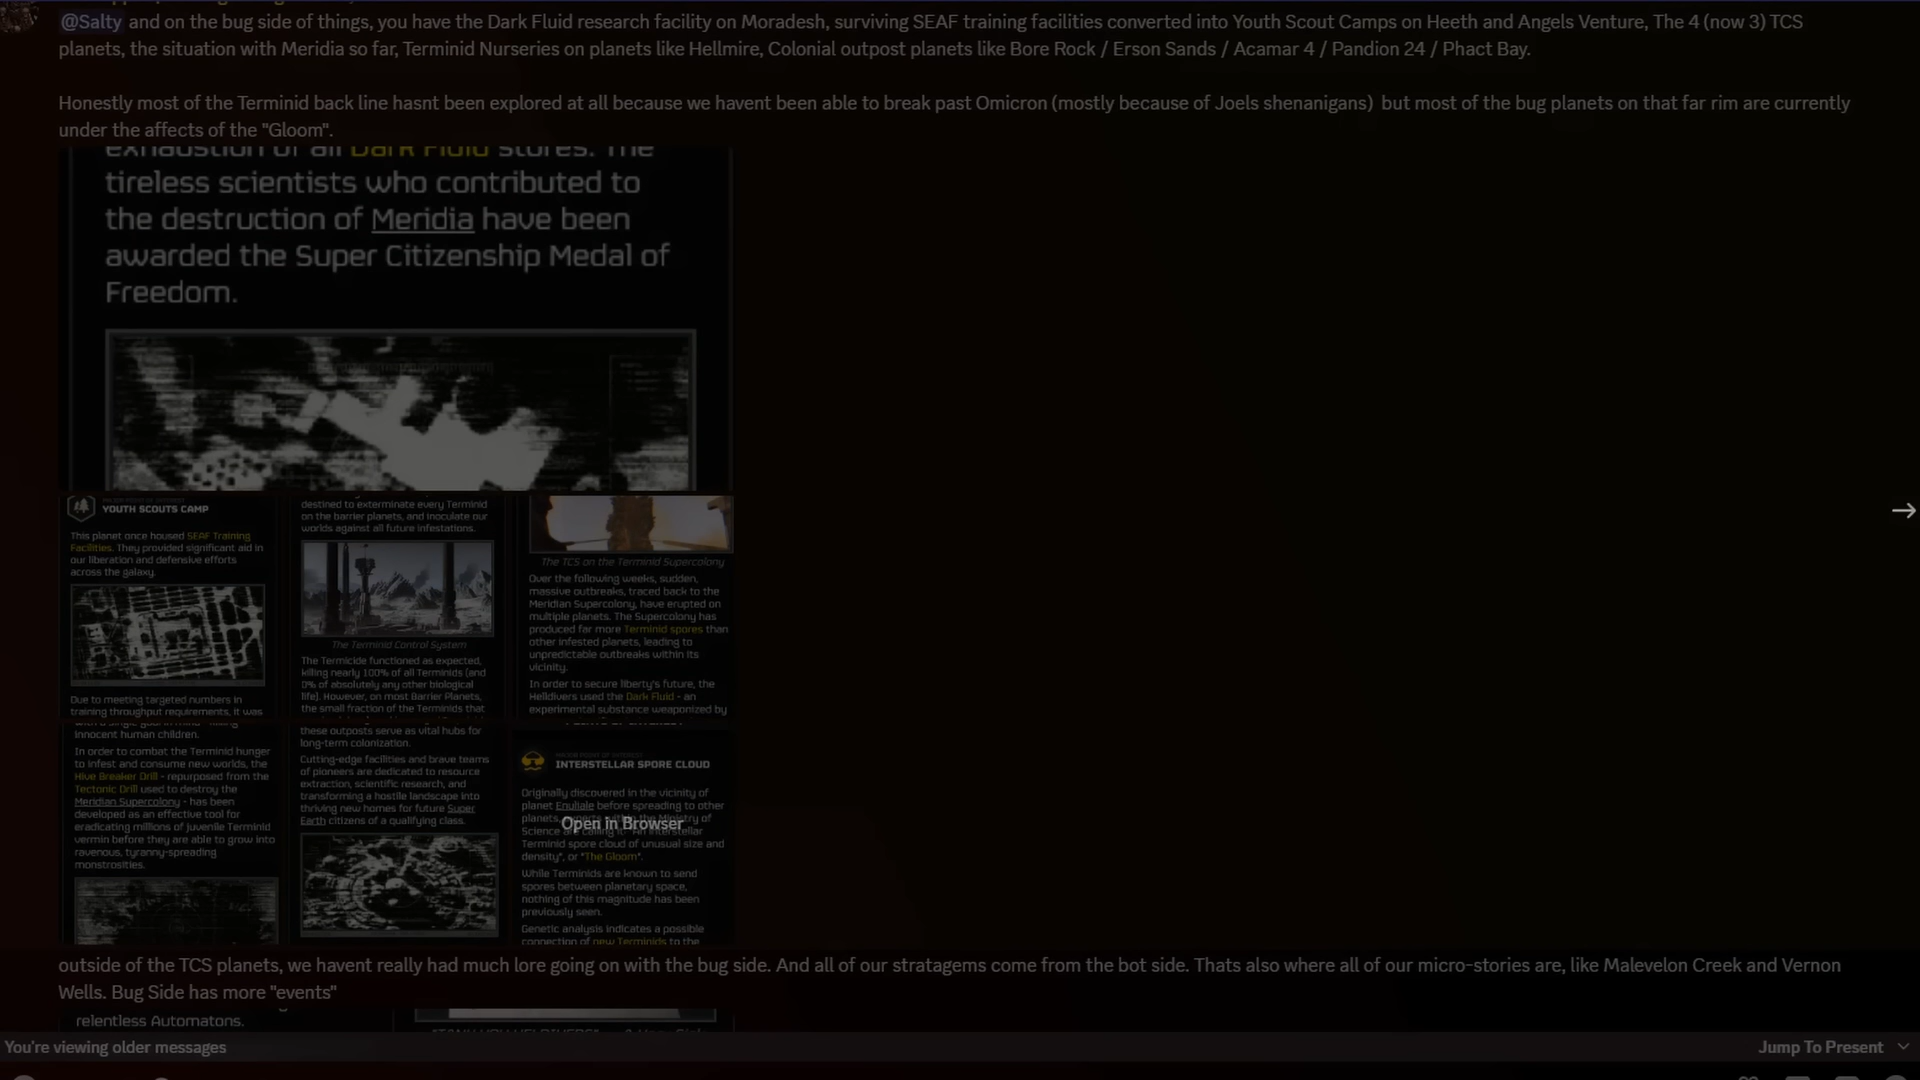 @Salty and on the bug side of things, you have the Dark Fluid research facility on Moradesh, surviving SEAF training facilities converted into Youth Scout Camps on Heeth and Angels Venture, The 4 (now 3) TCS
planets, the situation with Meridia so far, Terminid Nurseries on planets like Hellmire, Colonial outpost planets like Bore Rock / Erson Sands / Acamar 4 / Pandion 24 / Phact Bay.
Honestly most of the Terminid back line hasnt been explored at all because we havent been able to break past Omicron (mostly because of Joels shenanigans) but most of the bug planets on that far rim are currently
under the affects of the "Gloom".
exhaustion of all Dark Fluid stores. The
tireless scientists who contributed to
the destruction of Meridia have been
awarded the Super Citizenship Medal of
Freedom.
YOUTH SCOUTS CAMP
This planet once housed SEAF Training
Facilities. They provided significant aid in
our liberation and defensive efforts
across the galaxy.
Due to meeting targeted numbers in
training throughput requirements, it was
destined to exterminate every Terminid
on the barrier planets, and inoculate our
worlds against all future infestations.
The Terminid Control System
The Termicide functioned as expected,
killing nearly 100% of all Terminids (and
0% of absolutely any other biological
life). However, on most Barrier Planets,
the small fraction of the Terminids that
The TCS on the Terminid Supercolony
Over the following weeks, sudden,
massive outbreaks, traced back to the
Meridian Supercolony, have erupted on
multiple planets. The Supercolony has
produced far more Terminid spores than
other infested planets, leading to
unpredictable outbreaks within its
vicinity.
In order to secure liberty's future, the
Helldivers used the Dark Fluid - an
experimental substance weaponized by
innocent human children.
In order to combat the Terminid hunger
to infest and consume new worlds, the
Hive Breaker Drill - repurposed from the
Tectonic Drill used to destroy the
Meridian Supercolony - has been
developed as an effective tool for
eradicating millions of juvenile Terminid
vermin before they are able to grow into
ravenous, tyranny-spreading
monstrosities.
these outposts serve as vital hubs for
long-term colonization.
Cutting-edge facilities and brave teams
of pioneers are dedicated to resource
extraction, scientific research, and
transforming a hostile landscape into
thriving new homes for future Super
Earth citizens of a qualifying class.
INTERSTELLAR SPORE CLOUD
Originally discovered in the vicinity of
planet Enuliale before spreading to other
planets, experts within the Ministry of
Science are calling it "An interstellar
Terminid spore cloud of unusual size and
density", or "The Gloom".
While Terminids are known to send
spores between planetary space,
nothing of this magnitude has been
previously seen.
Genetic analysis indicates a possible
connection of new Terminids to the
Open in Browser
outside of the TCS planets, we havent really had much lore going on with the bug side. And all of our stratagems come from the bot side. Thats also where all of our micro-stories are, like Malevelon Creek and Vernon
Wells. Bug Side has more "events"
relentless Automatons.
You're viewing older messages
Jump To Present